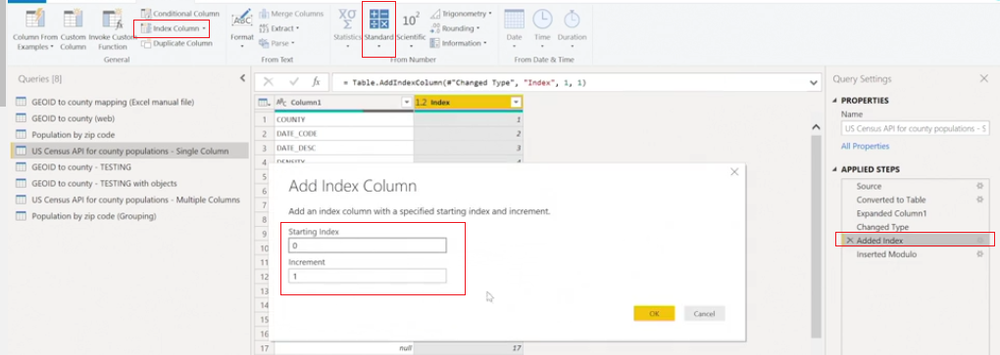 Conditional Column
Index Column
Duplicate Column
Column From Examples
Custom Column
Invoke Custom Function
General
ABC
Format
Merge Columns
ABC 123 Extract
abc Parse
From Text
ΧΟ Σ
Statistics
Standard
10²
Scientific
Trigonometry
.00 Rounding
Information
From Number
Date
Time
Duration
From Date & Time
Queries [8]
GEOID to county mapping (Excel manual file)
GEOID to county (web)
Population by zip code
US Census API for county populations - Single Column
GEOID to county - TESTING
GEOID to county - TESTING with objects
US Census API for county populations - Multiple Columns
Population by zip code (Grouping)
fx = Table.AddIndexColumn(#"Changed Type", "Index", 1, 1)
ABC Column1 1.2 Index
1 COUNTY 1
2 DATE_CODE 2
3 DATE_DESC 3
4 DENSITY 4
5
6
7
8
9
10
11
12
13
14
15
16
17 null 17
Add Index Column
Add an index column with a specified starting index and increment.
Starting Index
0
Increment
1
OK Cancel
Query Settings
PROPERTIES
Name
US Census API for county populations - S
All Properties
APPLIED STEPS
Source
Converted to Table
Expanded Column1
Changed Type
Added Index
Inserted Modulo